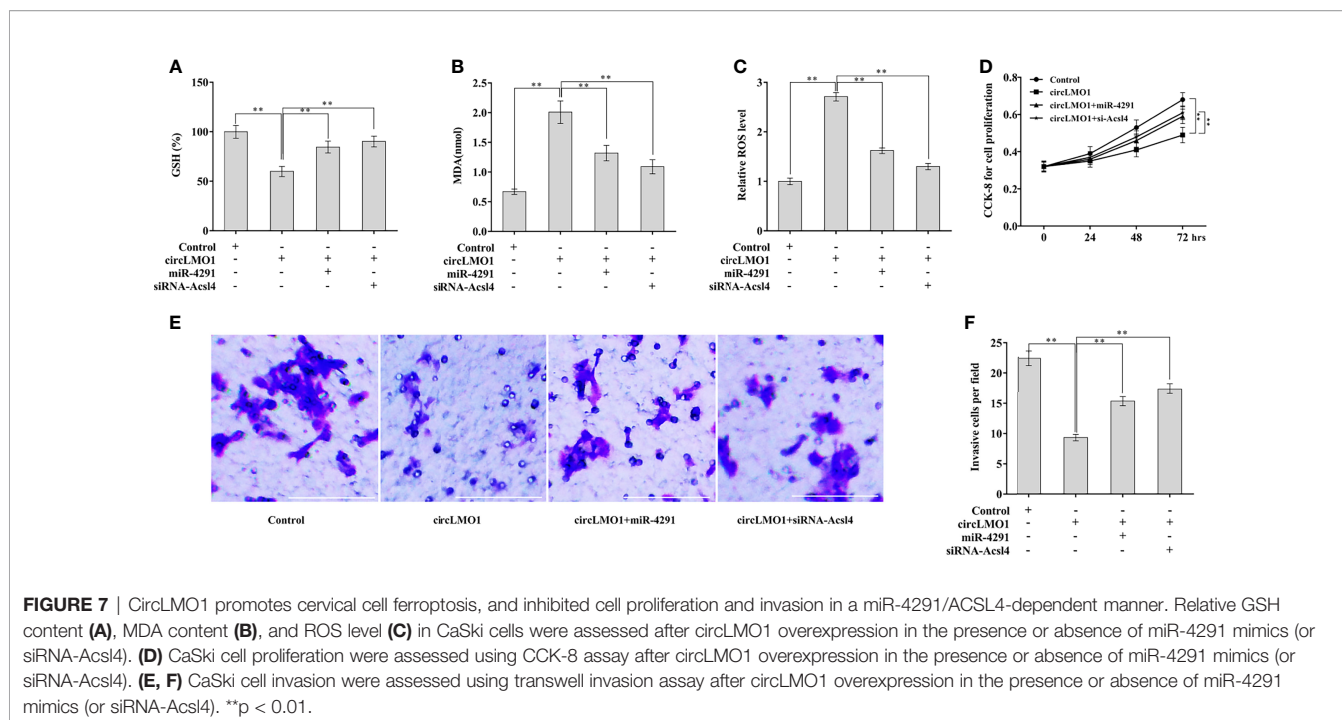 A
B
C
D
150
100
50
0
GSH (%)
** ** **
Control + - - -
circLMO1 - + + +
miR-4291 - - + -
siRNA-Acsl4 - - - +
2.5
2.0
1.5
1.0
0.5
0.0
MDA(nmol)
** ** **
Control + - - -
circLMO1 - + + +
miR-4291 - - + -
siRNA-Acsl4 - - - +
3
2
1
0
Relative ROS level
** ** **
Control + - - -
circLMO1 - + + +
miR-4291 - - + -
siRNA-Acsl4 - - - +
0.8
0.6
0.4
0.2
0.0
CCK-8 for cell proliferation
Control
circLMO1
circLMO1+miR-4291
circLMO1+si-Acsl4
** **
0 24 48 72 hrs
E
Control
circLMO1
circLMO1+miR-4291
circLMO1+siRNA-Acsl4
F
25
20
15
10
5
0
Invasive cells per field
** ** **
Control + - - -
circLMO1 - + + +
miR-4291 - - + -
siRNA-Acsl4 - - - +
FIGURE 7 | CircLMO1 promotes cervical cell ferroptosis, and inhibited cell proliferation and invasion in a miR-4291/ACSL4-dependent manner. Relative GSH
content (A), MDA content (B), and ROS level (C) in CaSki cells were assessed after circLMO1 overexpression in the presence or absence of miR-4291 mimics (or
siRNA-Acsl4). (D) CaSki cell proliferation were assessed using CCK-8 assay after circLMO1 overexpression in the presence or absence of miR-4291 mimics (or
siRNA-Acsl4). (E, F) CaSki cell invasion were assessed using transwell invasion assay after circLMO1 overexpression in the presence or absence of miR-4291
mimics (or siRNA-Acsl4). **p < 0.01.